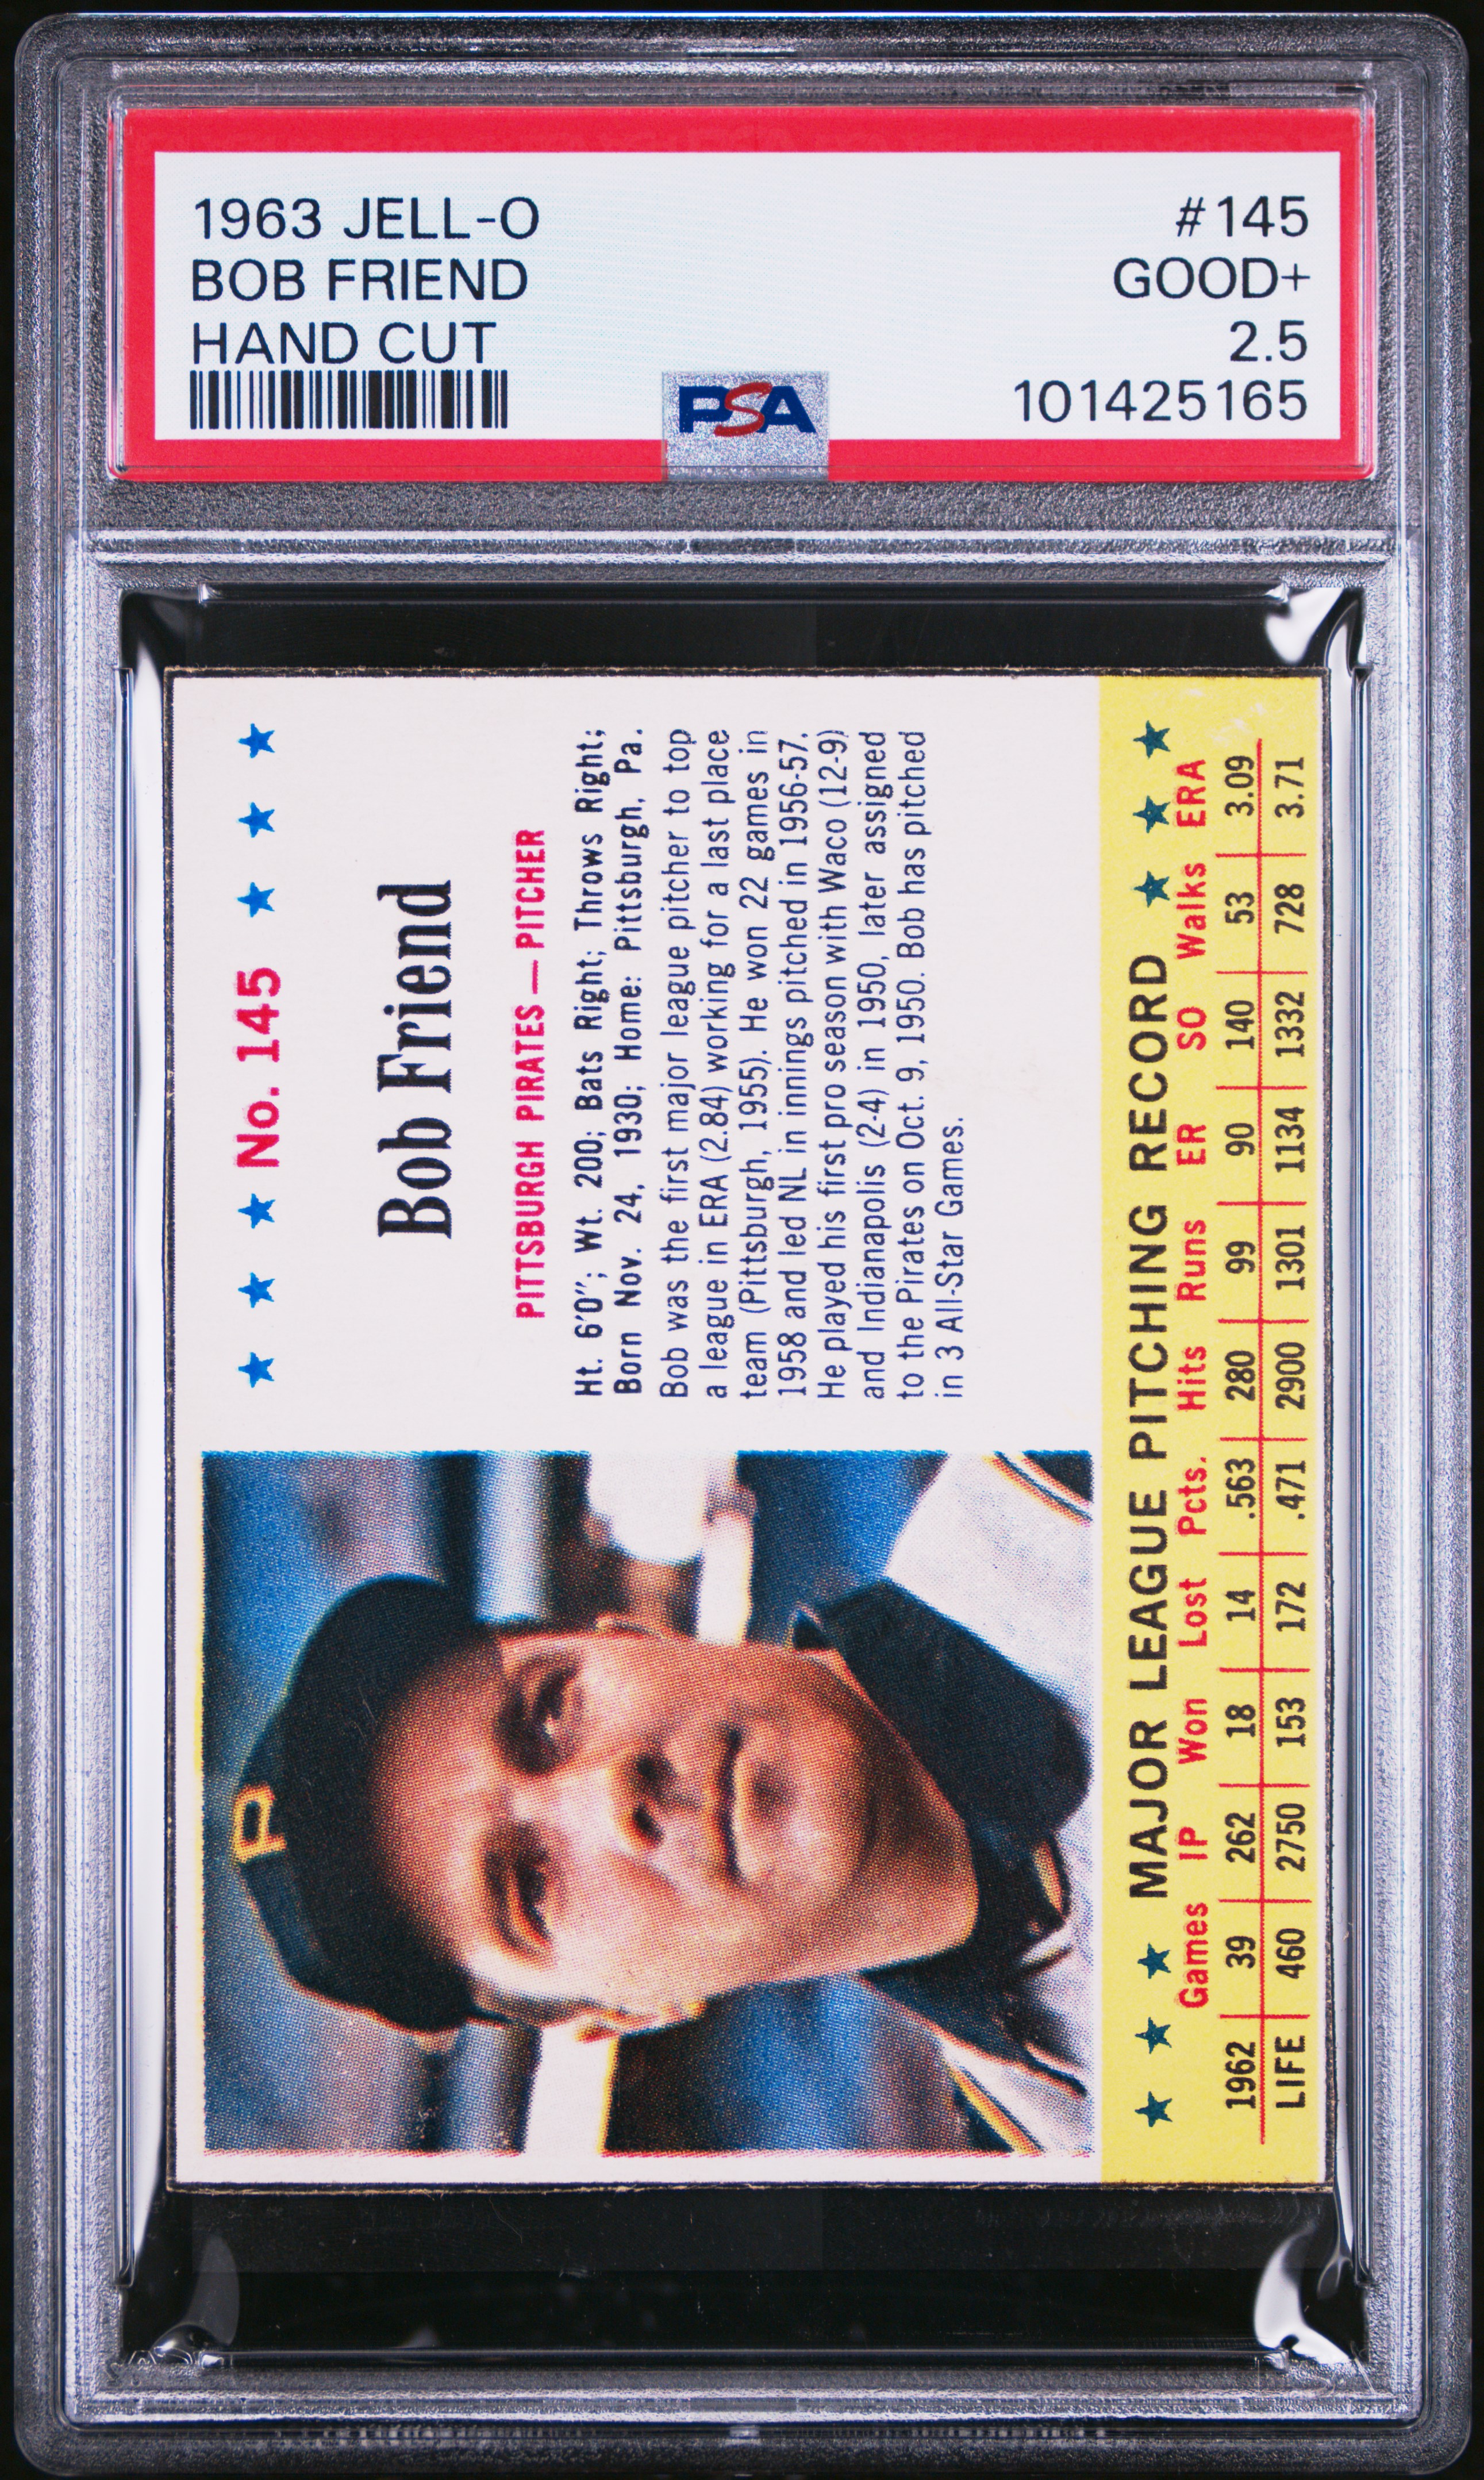 1963 JELL-O #145
BOB FRIEND GOOD+
HAND CUT 2.5
PSA 101425165
No. 145
Bob Friend
PITTSBURGH PIRATES — PITCHER
Ht. 6'0"; Wt. 200; Bats Right; Throws Right;
Born Nov. 24, 1930; Home: Pittsburgh, Pa.
Bob was the first major league pitcher to top
a league in ERA (2.84) working for a last place
team (Pittsburgh, 1955). He won 22 games in
1958 and led NL in innings pitched in 1956-57.
He played his first pro season with Waco (12-9)
and Indianapolis (2-4) in 1950, later assigned
to the Pirates on Oct. 9, 1950. Bob has pitched
in 3 All-Star Games.
P
MAJOR LEAGUE PITCHING RECORD
Games IP Won Lost Pcts. Hits Runs ER SO Walks ERA
1962 39 262 18 14 .563 280 99 90 140 53 3.09
LIFE 460 2750 153 172 .471 2900 1301 1134 1332 728 3.71